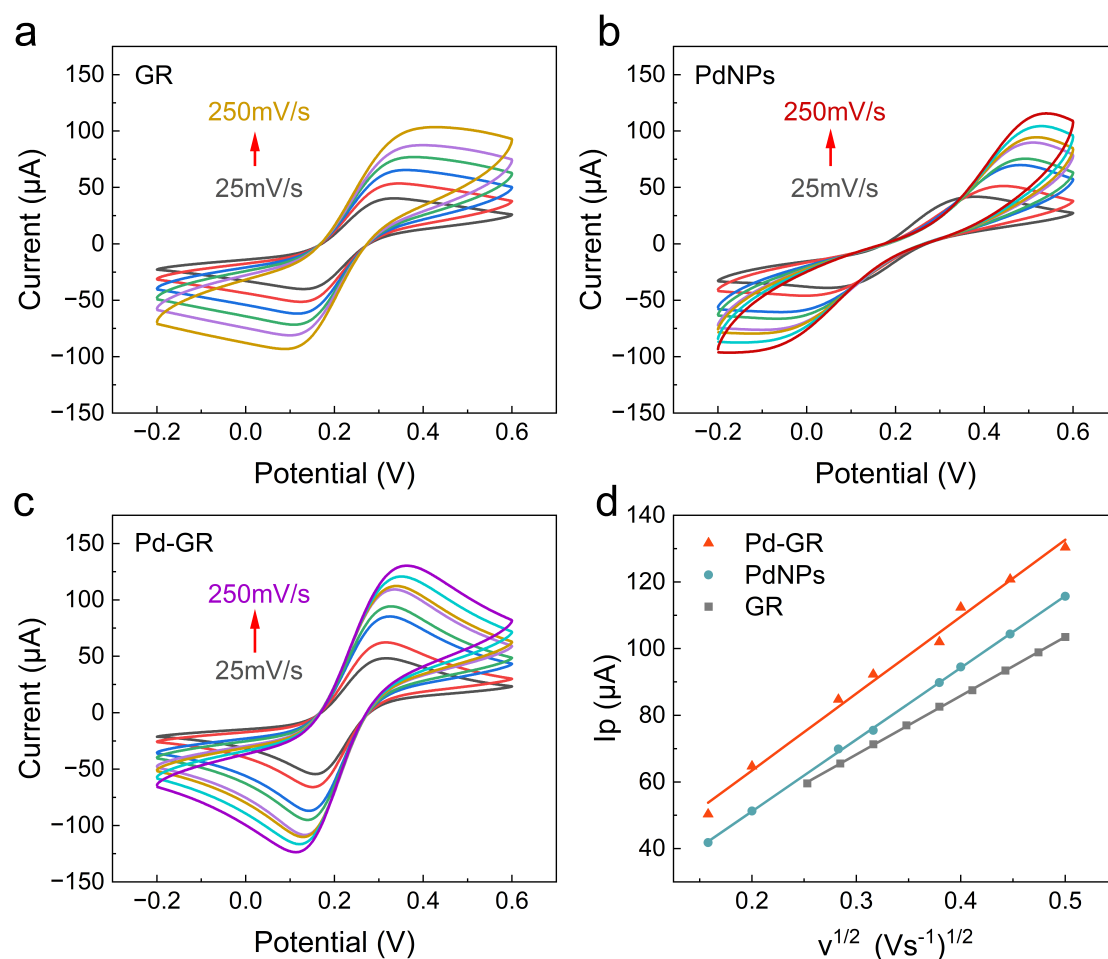 a
GR
250mV/s
25mV/s
150
100
50
0
−50
−100
−150
−0.2
0.0
0.2
0.4
0.6
Current (µA)
Potential (V)
b
PdNPs
250mV/s
25mV/s
150
100
50
0
−50
−100
−150
−0.2
0.0
0.2
0.4
0.6
Current (µA)
Potential (V)
c
Pd-GR
250mV/s
25mV/s
150
100
50
0
−50
−100
−150
−0.2
0.0
0.2
0.4
0.6
Current (µA)
Potential (V)
d
Pd-GR
PdNPs
GR
140
120
100
80
60
40
0.2
0.3
0.4
0.5
Ip (µA)
v^1/2 (Vs^-1)^1/2